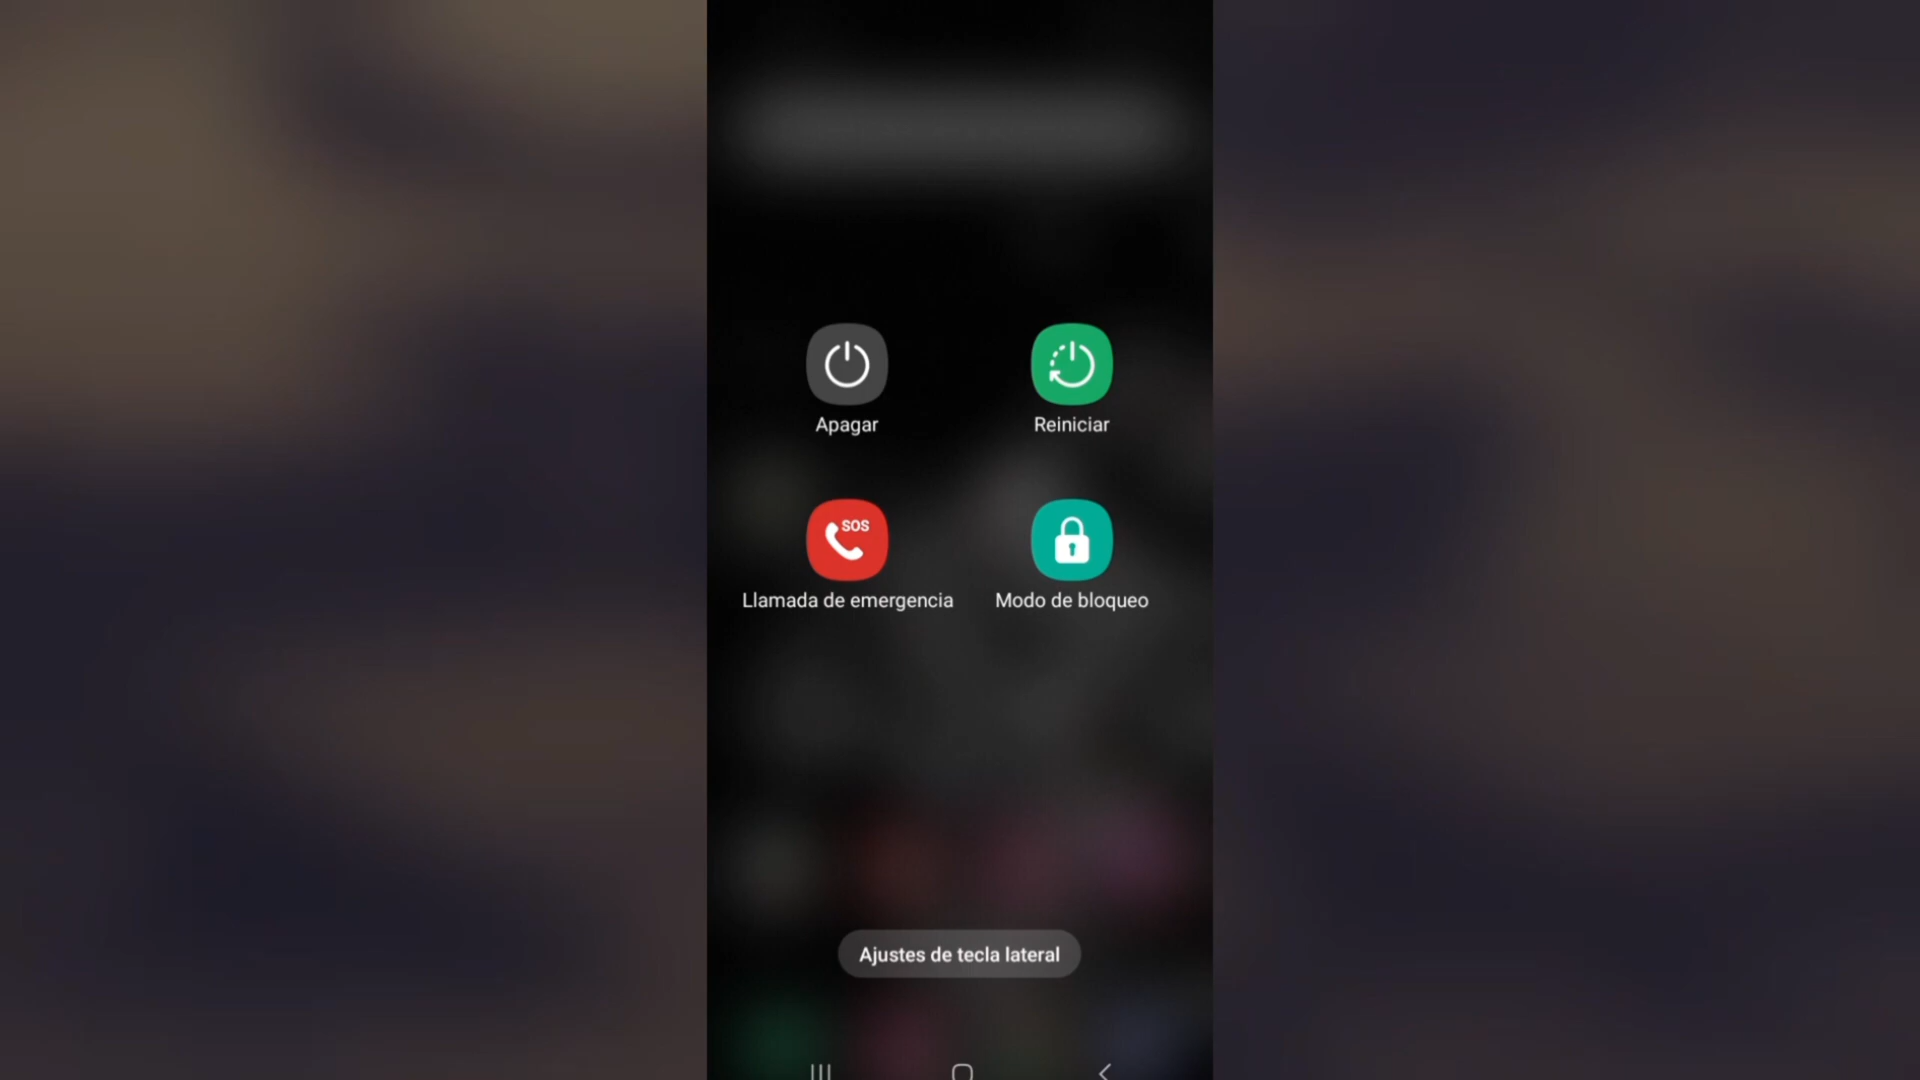 Apagar
Reiniciar
SOS
Llamada de emergencia
Modo de bloqueo
Ajustes de tecla lateral